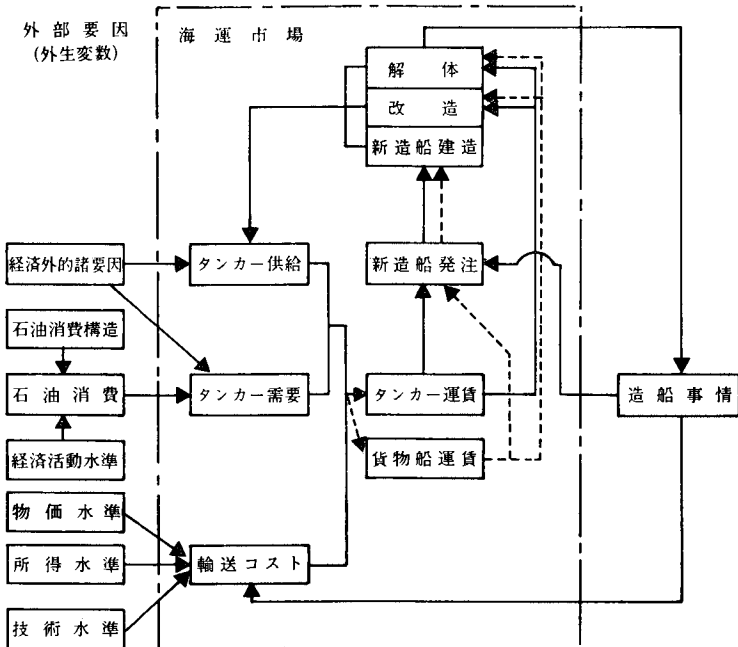 外部要因
(外生変数)
海運市場
解体
改造
新造船建造
経済外的諸要因
タンカー供給
新造船発注
石油消費構造
石油消費
タンカー需要
タンカー運賃
造船事情
経済活動水準
貨物船運賃
物価水準
所得水準
輸送コスト
技術水準